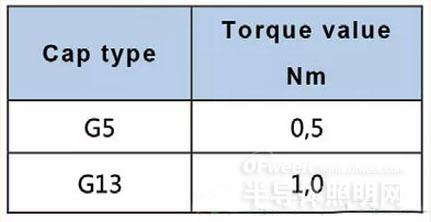 Cap type
Torque value
Nm
G5
0,5
G13
1,0
OFweek
半导体照明网